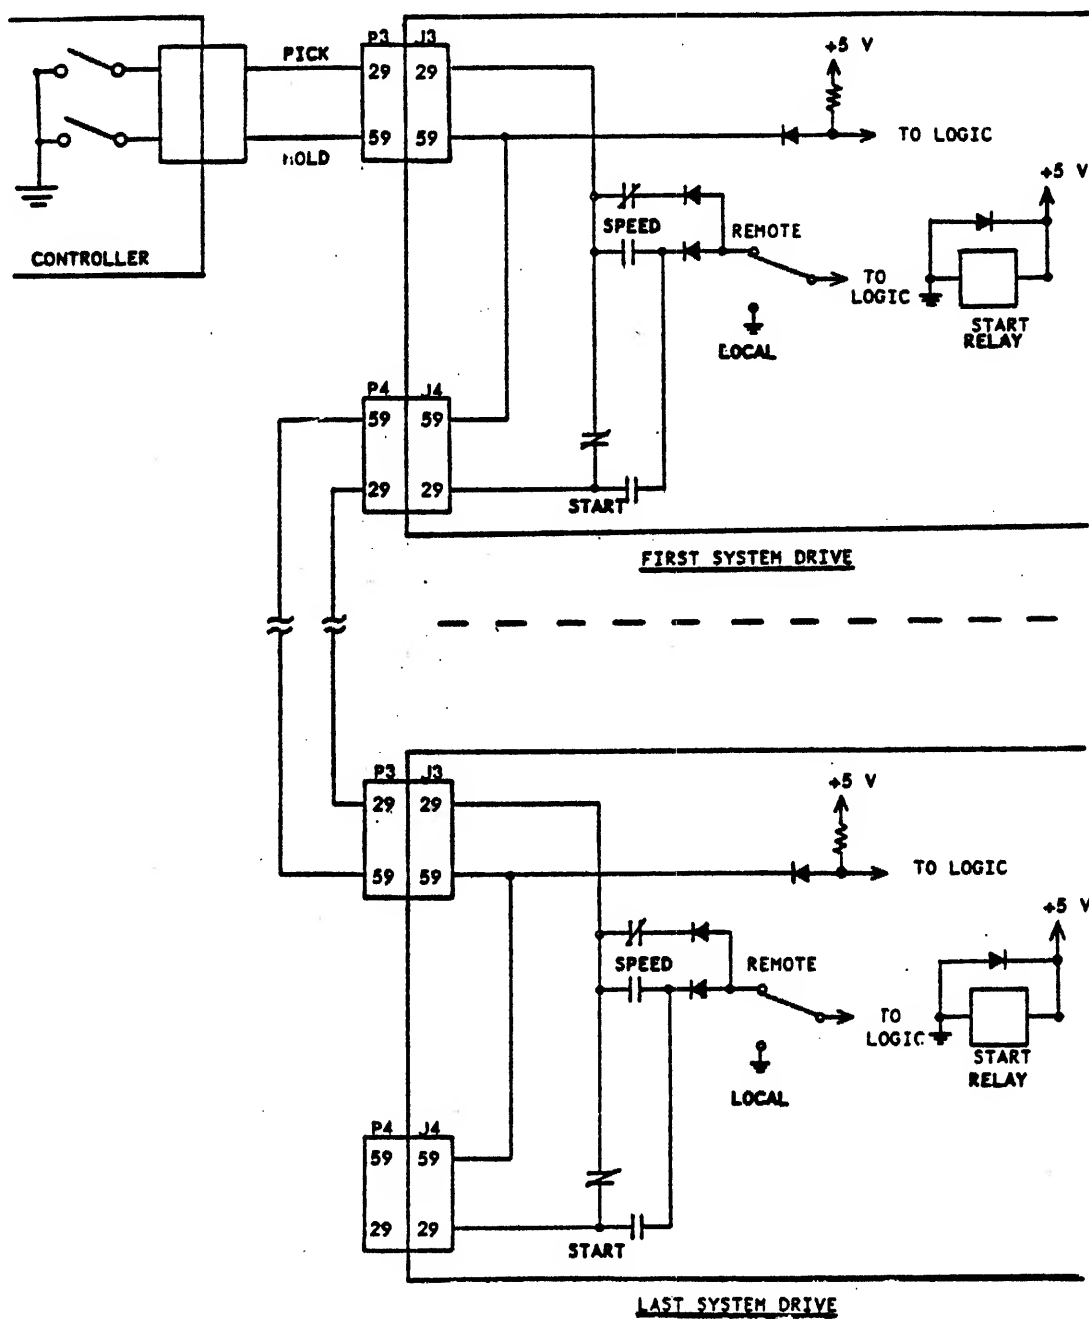 P3 J3
PICK
29 29
59 59
HOLD
CONTROLLER
+5 V
TO LOGIC
+5 V
SPEED
REMOTE
TO
LOGIC
START
RELAY
LOCAL
P4 J4
59 59
29 29
START
FIRST SYSTEM DRIVE
P3 J3
29 29
59 59
+5 V
TO LOGIC
+5 V
SPEED
REMOTE
TO
LOGIC
START
RELAY
LOCAL
P4 J4
59 59
29 29
START
LAST SYSTEM DRIVE